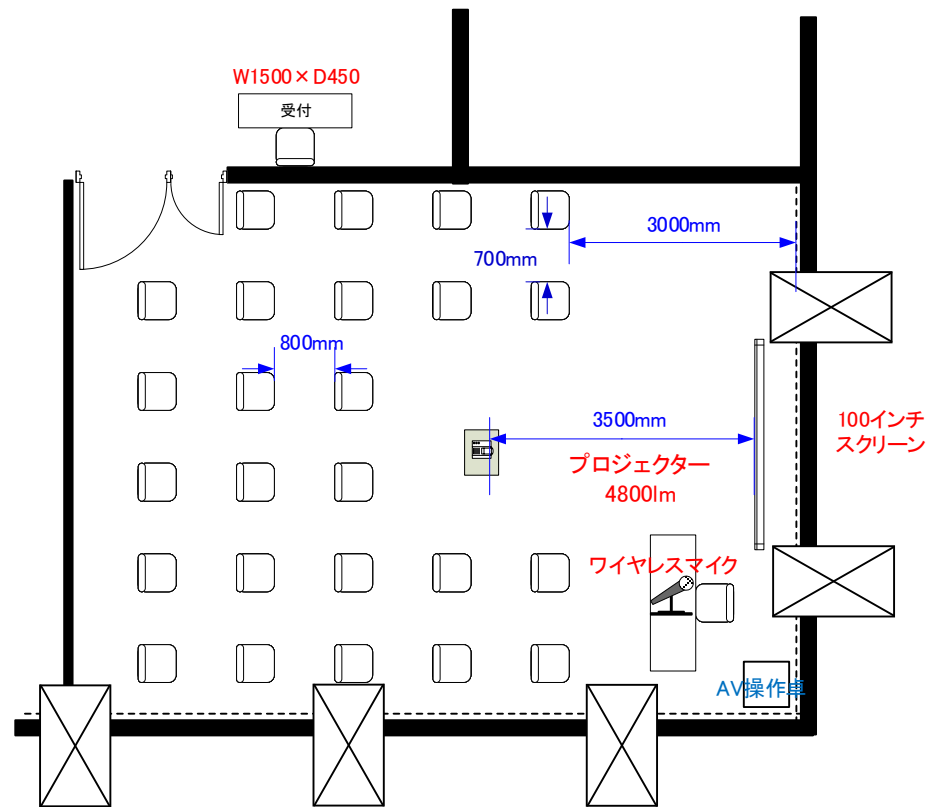 W1500×D450
受付
3000mm
700mm
800mm
3500mm
100インチ
スクリーン
プロジェクター
4800lm
ワイヤレスマイク
AV操作卓